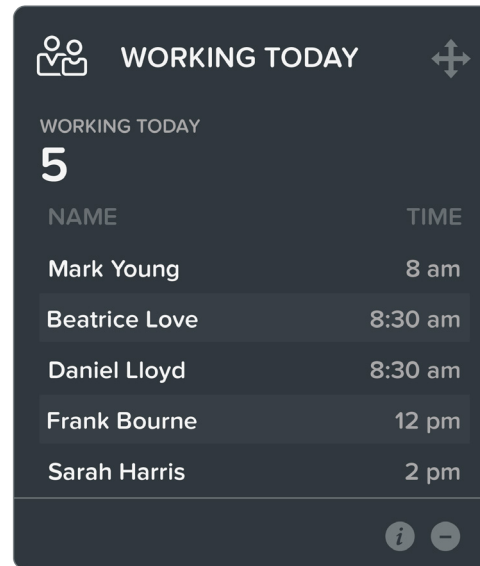 WORKING TODAY
WORKING TODAY
5
NAME TIME
Mark Young 8 am
Beatrice Love 8:30 am
Daniel Lloyd 8:30 am
Frank Bourne 12 pm
Sarah Harris 2 pm
i